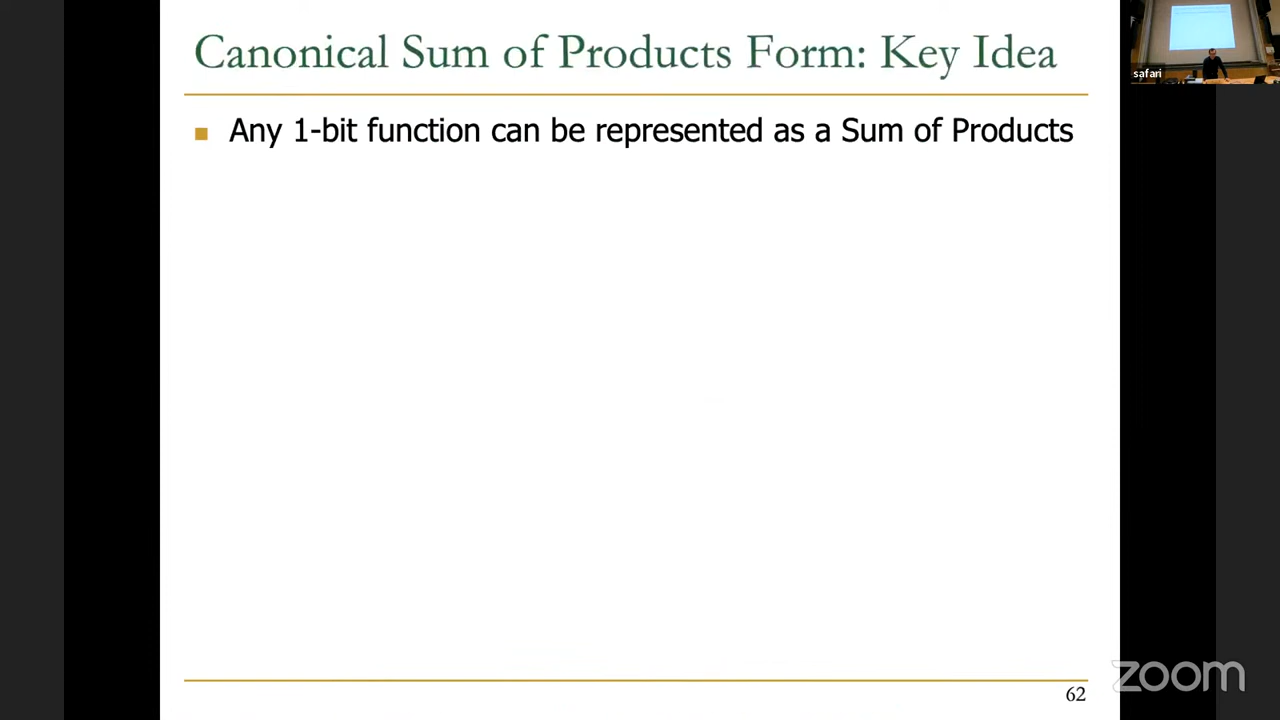 Canonical Sum of Products Form: Key Idea
safari
Any 1-bit function can be represented as a Sum of Products
62
zoom